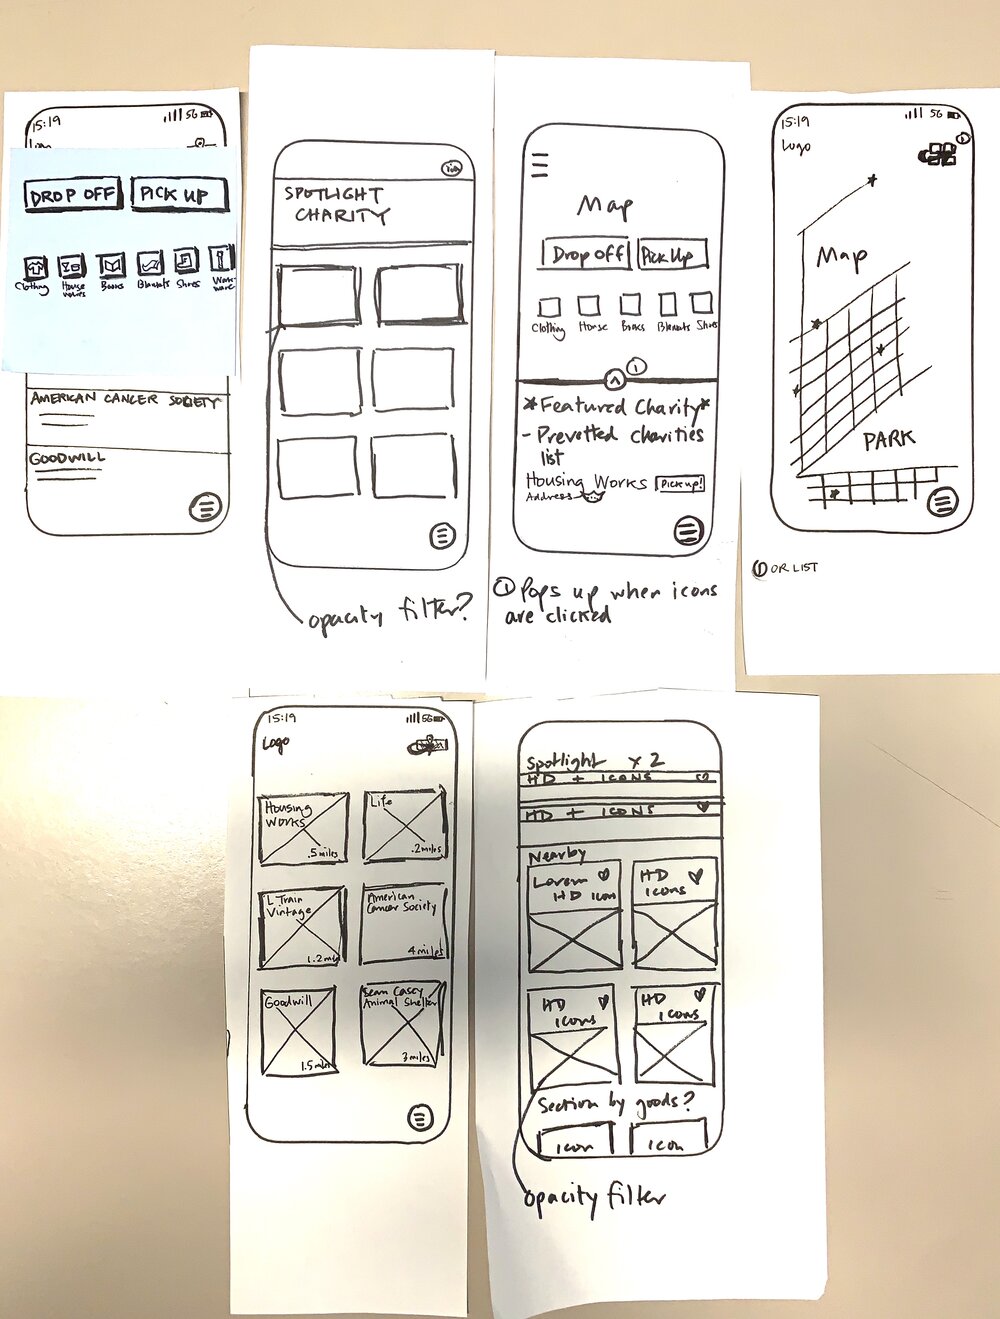 15:19
5G
DROP OFF
PICK UP
Clothing
House wares
Books
Blankets
Shoes
AMERICAN CANCER SOCIETY
GOODWILL
SPOTLIGHT
CHARITY
opacity filter?
Map
Drop off
Pick Up
Clothing
House
Books
Blankets
Shoes
1
*Featured Charity*
- Prevetted charities
list
Housing Works
Pick up!
Address
① Pops up when icons
are clicked
15:19
5G
Logo
1
Map
PARK
① OR LIST
15:19
5G
Logo
Housing
Works
.5 miles
Life
.2 miles
L Train
Vintage
1.2 mi
American
Cancer Society
4 miles
Goodwill
1.5 miles
Sean Casey
Animal Shelter
3 miles
Spotlight x 2
HD + ICONS
HD + ICONS
Nearby
Lorem
HD icon
HD
icons
HD
icons
HD
icons
Section by goods?
icon
icon
opacity filter